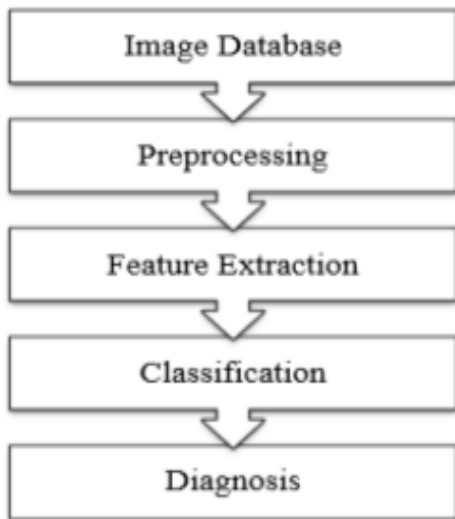 Image Database
Preprocessing
Feature Extraction
Classification
Diagnosis